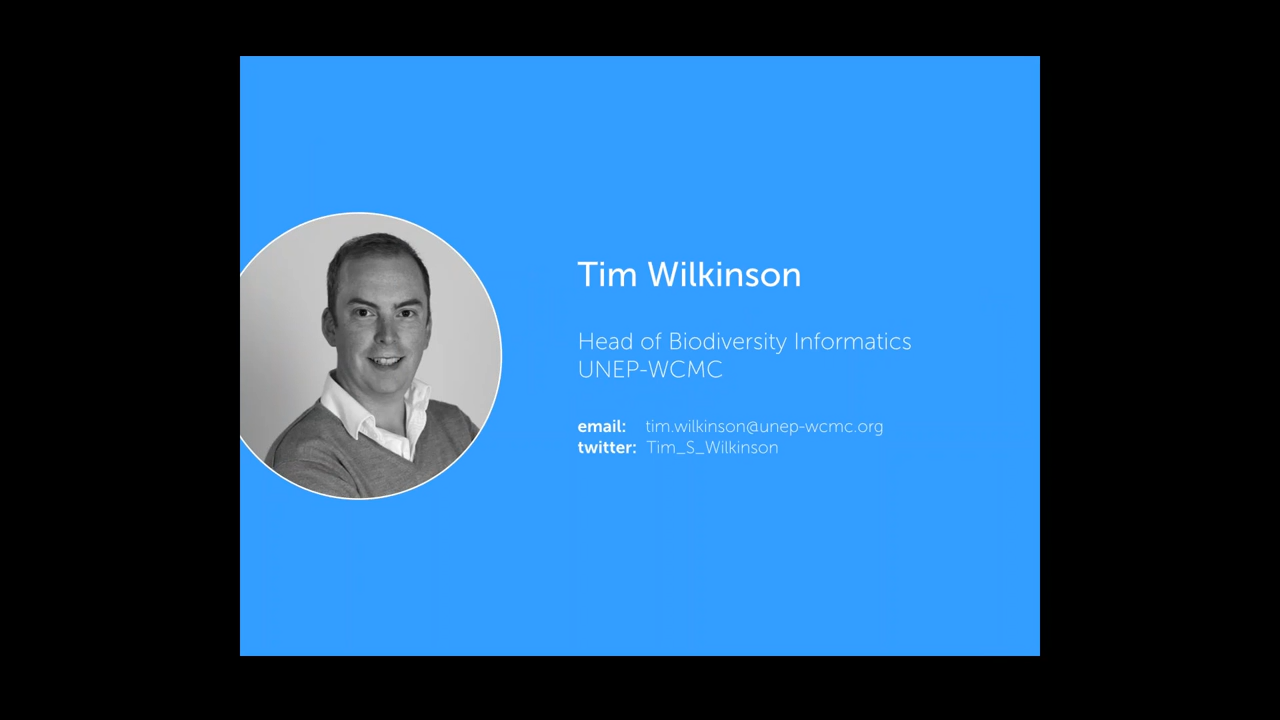 Tim Wilkinson
Head of Biodiversity Informatics
UNEP-WCMC
email: tim.wilkinson@unep-wcmc.org
twitter: Tim_S_Wilkinson